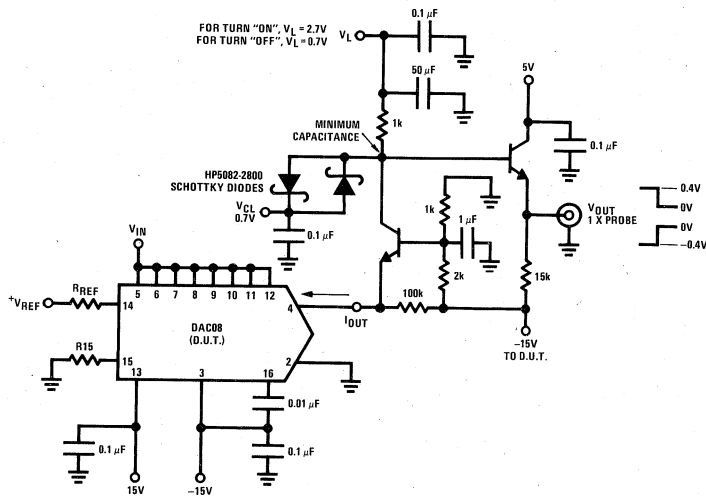 FOR TURN "ON", VL = 2.7V
FOR TURN "OFF", VL = 0.7V
VL
0.1 μF
50 μF
5V
1k
MINIMUM
CAPACITANCE
0.1 μF
HP5082-2800
SCHOTTKY DIODES
VCL
0.7V
0.1 μF
1k
1 μF
2k
VOUT
1 X PROBE
0.4V
0V
0V
-0.4V
15k
VIN
5 6 7 8 9 10 11 12
+VREF
RREF
14
4
100k
IOUT
DAC08
(D.U.T.)
-15V
TO D.U.T.
R15
15
2
13
3
16
0.01 μF
0.1 μF
0.1 μF
15V
-15V